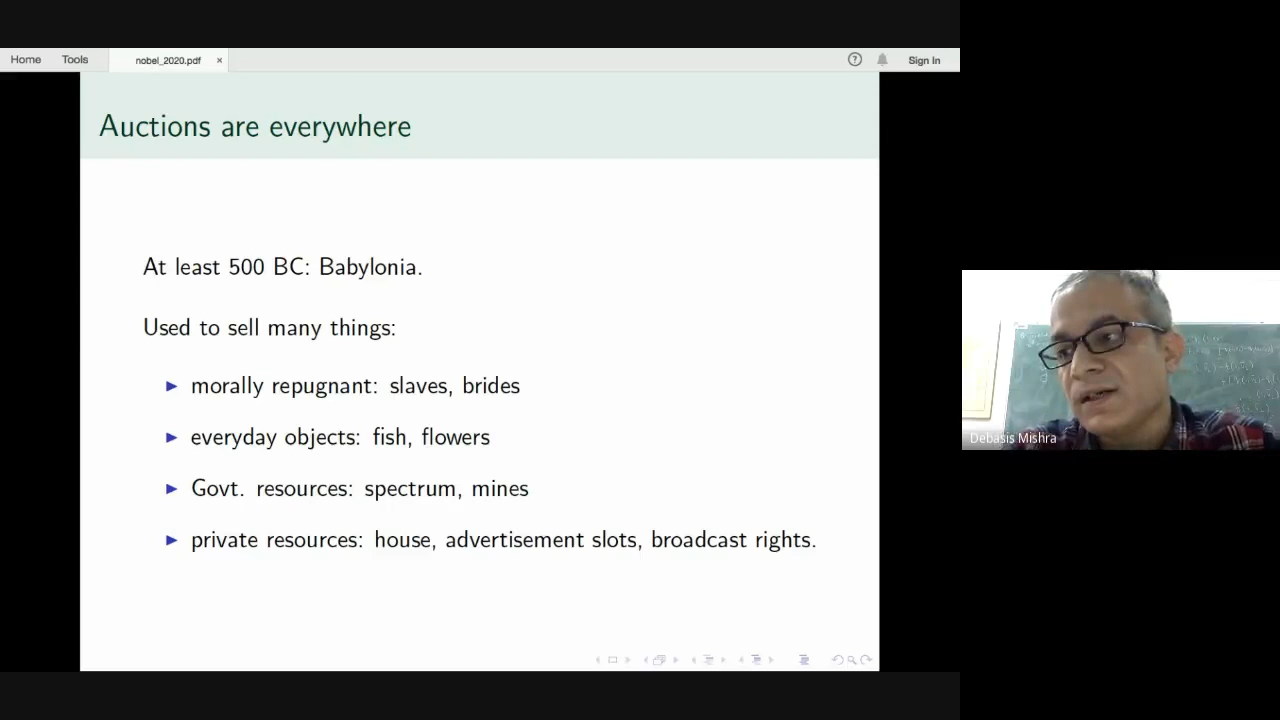 Home Tools nobel_2020.pdf × ? Sign In
Auctions are everywhere
At least 500 BC: Babylonia.
Used to sell many things:
▶ morally repugnant: slaves, brides
▶ everyday objects: fish, flowers
▶ Govt. resources: spectrum, mines
▶ private resources: house, advertisement slots, broadcast rights.
Debasis Mishra